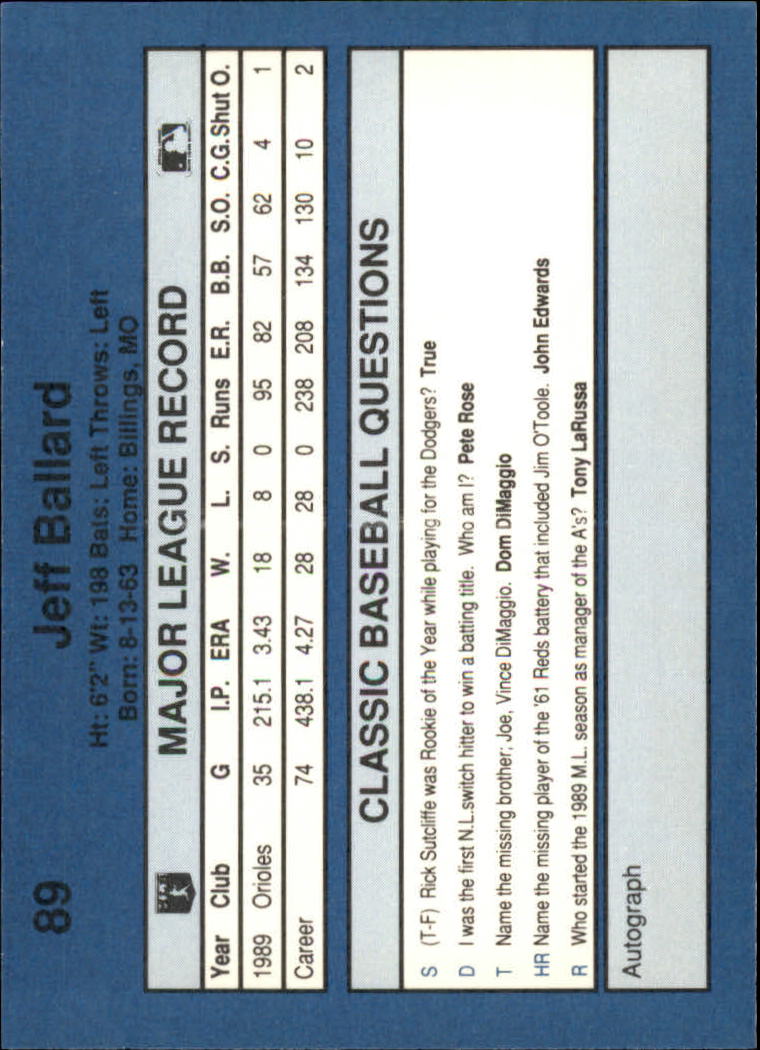 89 Jeff Ballard
Ht: 6'2" Wt: 198 Bats: Left Throws: Left
Born: 8-13-63 Home: Billings, MO
MAJOR LEAGUE RECORD
Year Club G I.P. ERA W. L. S. Runs E.R. B.B. S.O. C.G. Shut O.
1989 Orioles 35 215.1 3.43 18 8 0 95 82 57 62 4 1
Career 74 438.1 4.27 28 28 0 238 208 134 130 10 2
CLASSIC BASEBALL QUESTIONS
S (T-F) Rick Sutcliffe was Rookie of the Year while playing for the Dodgers? True
D I was the first N.L.switch hitter to win a batting title. Who am I? Pete Rose
T Name the missing brother; Joe, Vince DiMaggio. Dom DiMaggio
HR Name the missing player of the '61 Reds battery that included Jim O'Toole. John Edwards
R Who started the 1989 M.L. season as manager of the A's? Tony LaRussa
Autograph